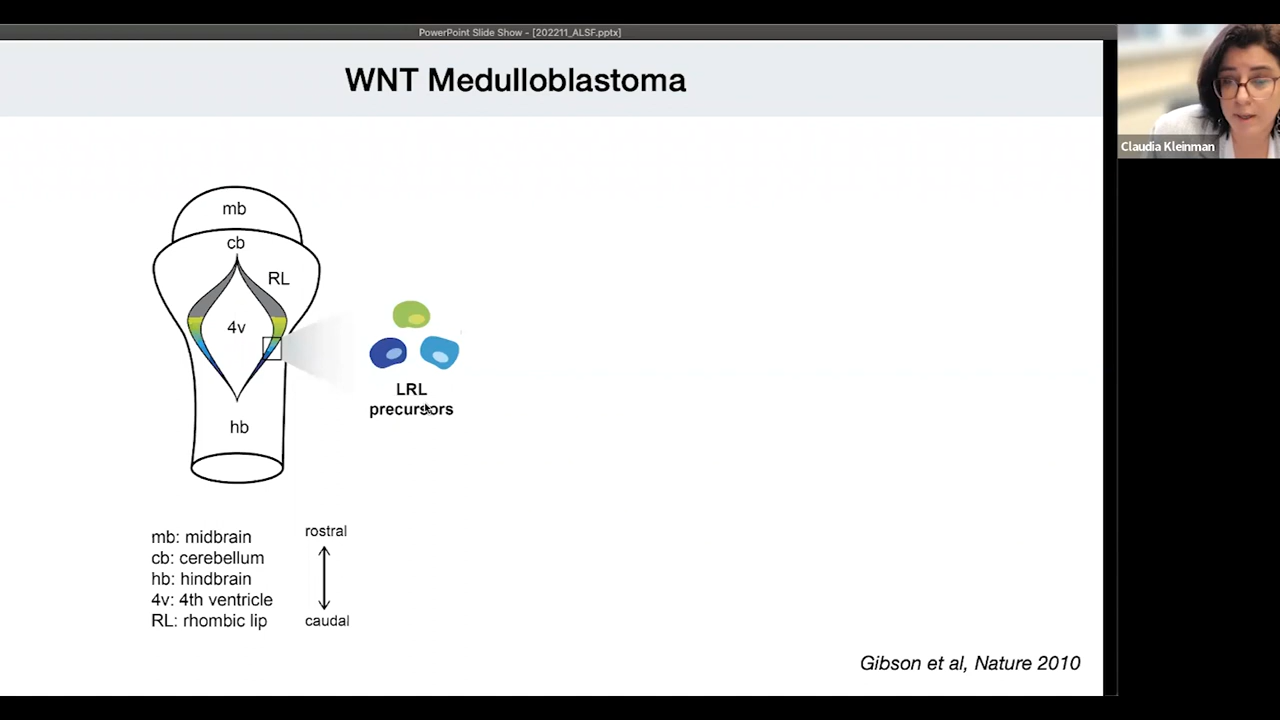 PowerPoint Slide Show - [202211_ALSF.pptx]
WNT Medulloblastoma
Claudia Kleinman
mb
cb
RL
4v
hb
LRL
precursors
mb: midbrain
cb: cerebellum
hb: hindbrain
4v: 4th ventricle
RL: rhombic lip
rostral
caudal
Gibson et al, Nature 2010